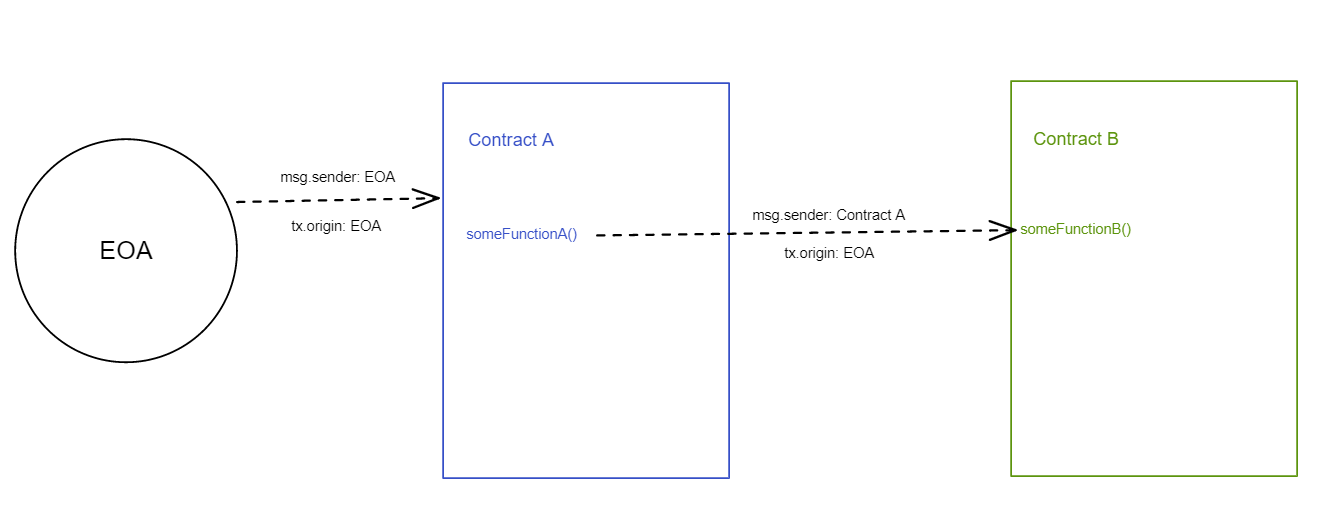 EOA
msg.sender: EOA
tx.origin: EOA
Contract A
someFunctionA()
msg.sender: Contract A
tx.origin: EOA
Contract B
someFunctionB()